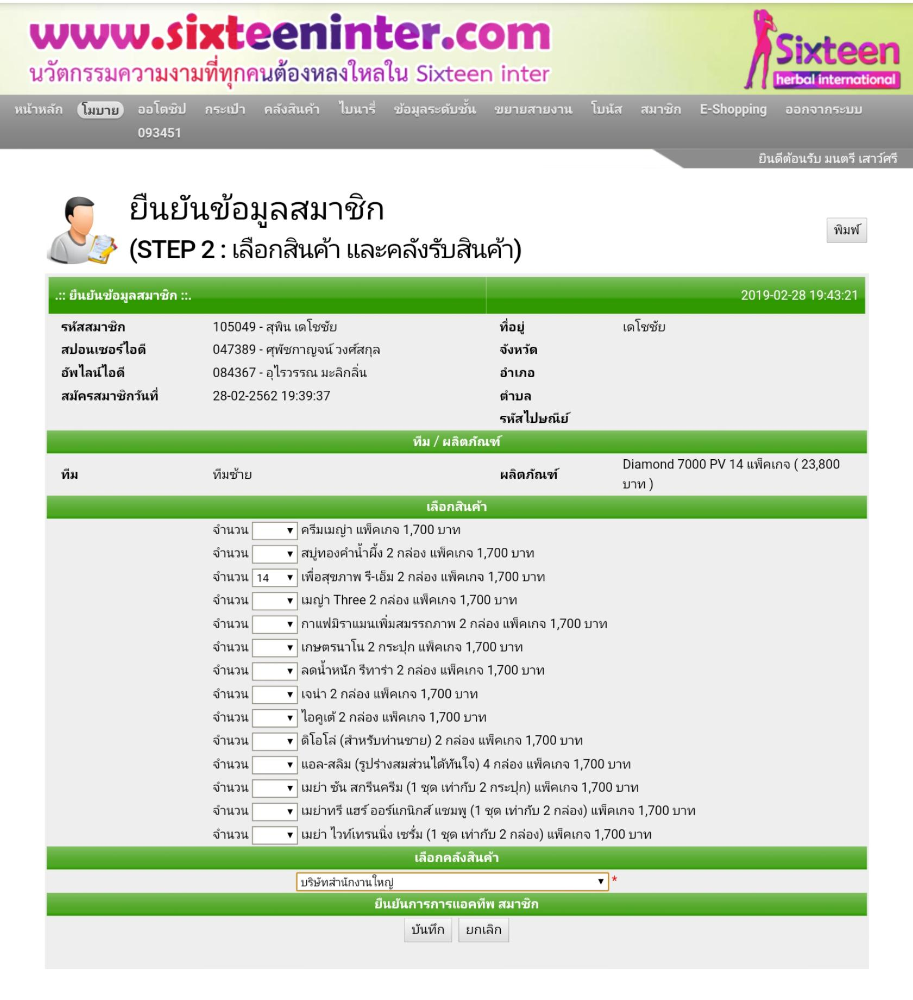 www.sixteeninter.com
นวัตกรรมความงามที่ทุกคนต้องหลงใหลใน Sixteen inter
Sixteen
herbal international
หน้าหลัก โมบาย ออโตชิป กระเป๋า คลังสินค้า ไบนารี่ ข้อมูลระดับชั้น ขยายสายงาน โบนัส สมาชิก E-Shopping ออกจากระบบ
093451
ยินดีต้อนรับ มนตรี เสาว์ศรี
ยืนยันข้อมูลสมาชิก
(STEP 2 : เลือกสินค้า และคลังรับสินค้า)
พิมพ์
.:: ยืนยันข้อมูลสมาชิก ::. 2019-02-28 19:43:21
รหัสสมาชิก 105049 - สุพิน เดโชชัย ที่อยู่ เดโชชัย
สปอนเซอร์ไอดี 047389 - ศุพัชกาญจน์ วงศ์สกุล จังหวัด
อัพไลน์ไอดี 084367 - อุไรวรรณ มะลิกลิ่น อำเภอ
สมัครสมาชิกวันที่ 28-02-2562 19:39:37 ตำบล
รหัสไปษณีย์
ทีม / ผลิตภัณฑ์
ทีม ทีมซ้าย ผลิตภัณฑ์ Diamond 7000 PV 14 แพ็คเกจ ( 23,800
บาท )
เลือกสินค้า
จำนวน ครีมเมญ่า แพ็คเกจ 1,700 บาท
จำนวน สบู่ทองคำน้ำผึ้ง 2 กล่อง แพ็คเกจ 1,700 บาท
จำนวน 14 เพื่อสุขภาพ รี-เอ็ม 2 กล่อง แพ็คเกจ 1,700 บาท
จำนวน เมญ่า Three 2 กล่อง แพ็คเกจ 1,700 บาท
จำนวน กาแฟมิราแมนเพิ่มสมรรถภาพ 2 กล่อง แพ็คเกจ 1,700 บาท
จำนวน เกษตรนาโน 2 กระปุก แพ็คเกจ 1,700 บาท
จำนวน ลดน้ำหนัก รีทาร่า 2 กล่อง แพ็คเกจ 1,700 บาท
จำนวน เจน่า 2 กล่อง แพ็คเกจ 1,700 บาท
จำนวน ไอคูเต้ 2 กล่อง แพ็คเกจ 1,700 บาท
จำนวน ดิโอโล่ (สำหรับท่านชาย) 2 กล่อง แพ็คเกจ 1,700 บาท
จำนวน แอล-สลิม (รูปร่างสมส่วนได้ทันใจ) 4 กล่อง แพ็คเกจ 1,700 บาท
จำนวน เมย่า ซัน สกรีนครีม (1 ชุด เท่ากับ 2 กระปุก) แพ็คเกจ 1,700 บาท
จำนวน เมย่าทรี แฮร์ ออร์แกนิกส์ แชมพู (1 ชุด เท่ากับ 2 กล่อง) แพ็คเกจ 1,700 บาท
จำนวน เมย่า ไวท์เทรนนิ่ง เซรั่ม (1 ชุด เท่ากับ 2 กล่อง) แพ็คเกจ 1,700 บาท
เลือกคลังสินค้า
บริษัทสำนักงานใหญ่ *
ยืนยันการการแอคทีพ สมาชิก
บันทึก ยกเลิก